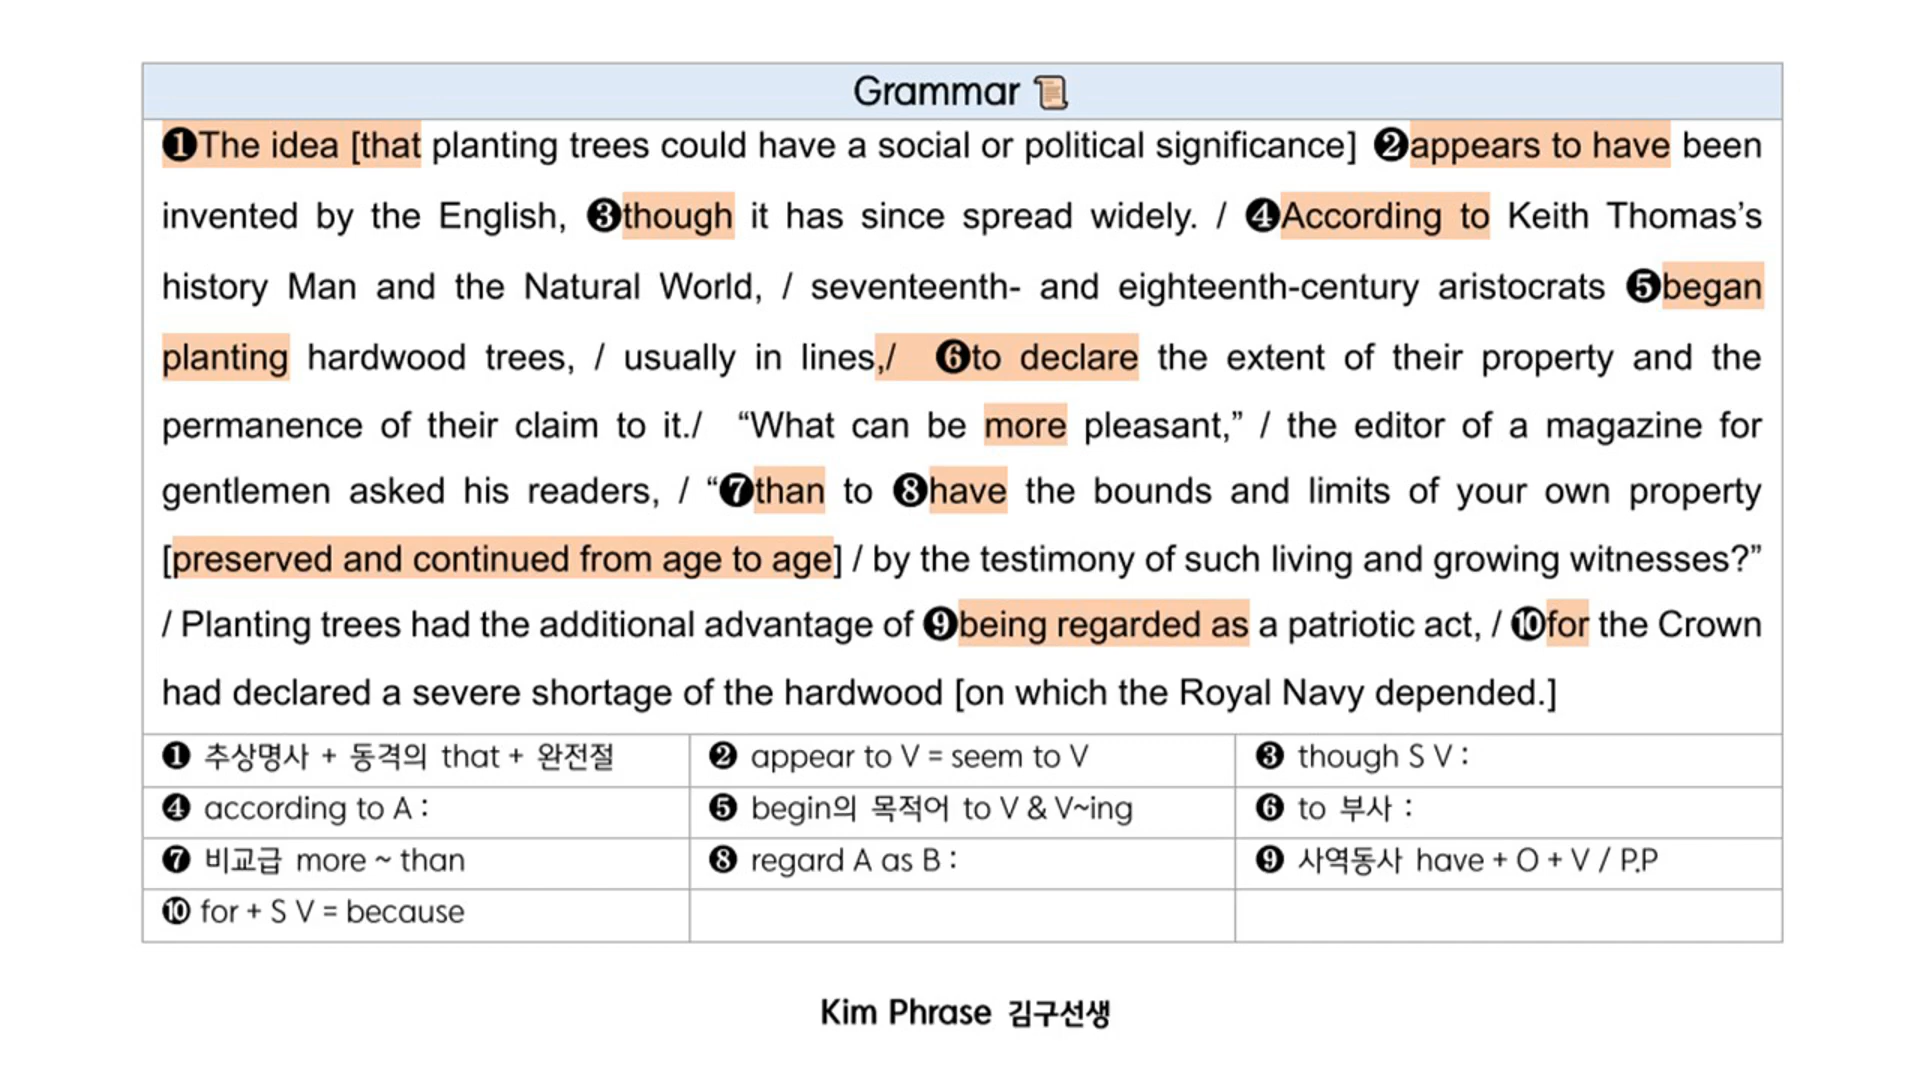 Grammar 📜
❶The idea [that planting trees could have a social or political significance] ❷appears to have been
invented by the English, ❸though it has since spread widely. / ❹According to Keith Thomas’s
history Man and the Natural World, / seventeenth- and eighteenth-century aristocrats ❺began
planting hardwood trees, / usually in lines,/ ❻to declare the extent of their property and the
permanence of their claim to it./ “What can be more pleasant,” / the editor of a magazine for
gentlemen asked his readers, / “❼than to ❽have the bounds and limits of your own property
[preserved and continued from age to age] / by the testimony of such living and growing witnesses?”
/ Planting trees had the additional advantage of ❾being regarded as a patriotic act, / ❿for the Crown
had declared a severe shortage of the hardwood [on which the Royal Navy depended.]
❶ 추상명사 + 동격의 that + 완전절
❷ appear to V = seem to V
❸ though S V :
❹ according to A :
❺ begin의 목적어 to V & V~ing
❻ to 부사 :
❼ 비교급 more ~ than
❽ regard A as B :
❾ 사역동사 have + O + V / P.P
❿ for + S V = because
Kim Phrase 김구선생